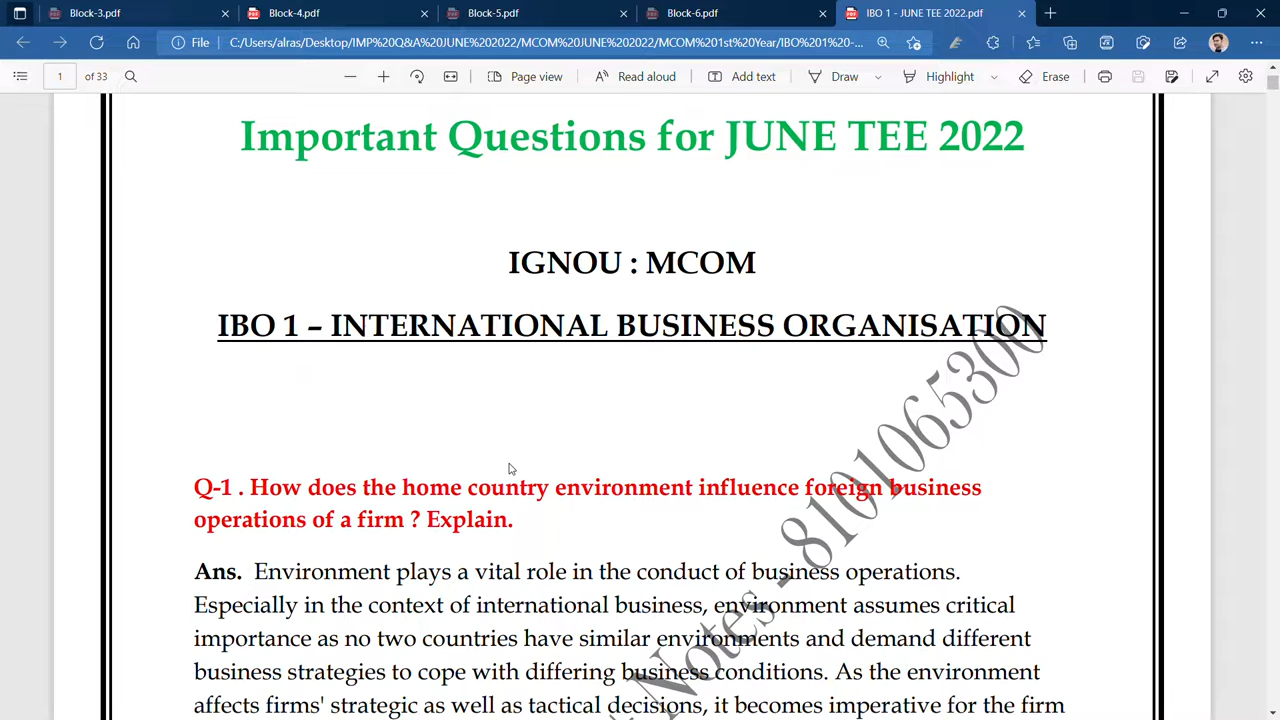 Block-3.pdf
Block-4.pdf
Block-5.pdf
Block-6.pdf
IBO 1 - JUNE TEE 2022.pdf
File
C:/Users/alras/Desktop/IMP%20Q&A%20JUNE%202022/MCOM%20JUNE%202022/MCOM%201st%20Year/IBO%201%20-...
1 of 33
Page view
Read aloud
Add text
Draw
Highlight
Erase
Important Questions for JUNE TEE 2022
IGNOU : MCOM
IBO 1 – INTERNATIONAL BUSINESS ORGANISATION
Q-1 . How does the home country environment influence foreign business
operations of a firm ? Explain.
Ans. Environment plays a vital role in the conduct of business operations.
Especially in the context of international business, environment assumes critical
importance as no two countries have similar environments and demand different
business strategies to cope with differing business conditions. As the environment
affects firms' strategic as well as tactical decisions, it becomes imperative for the firm
Notes - 8101065300